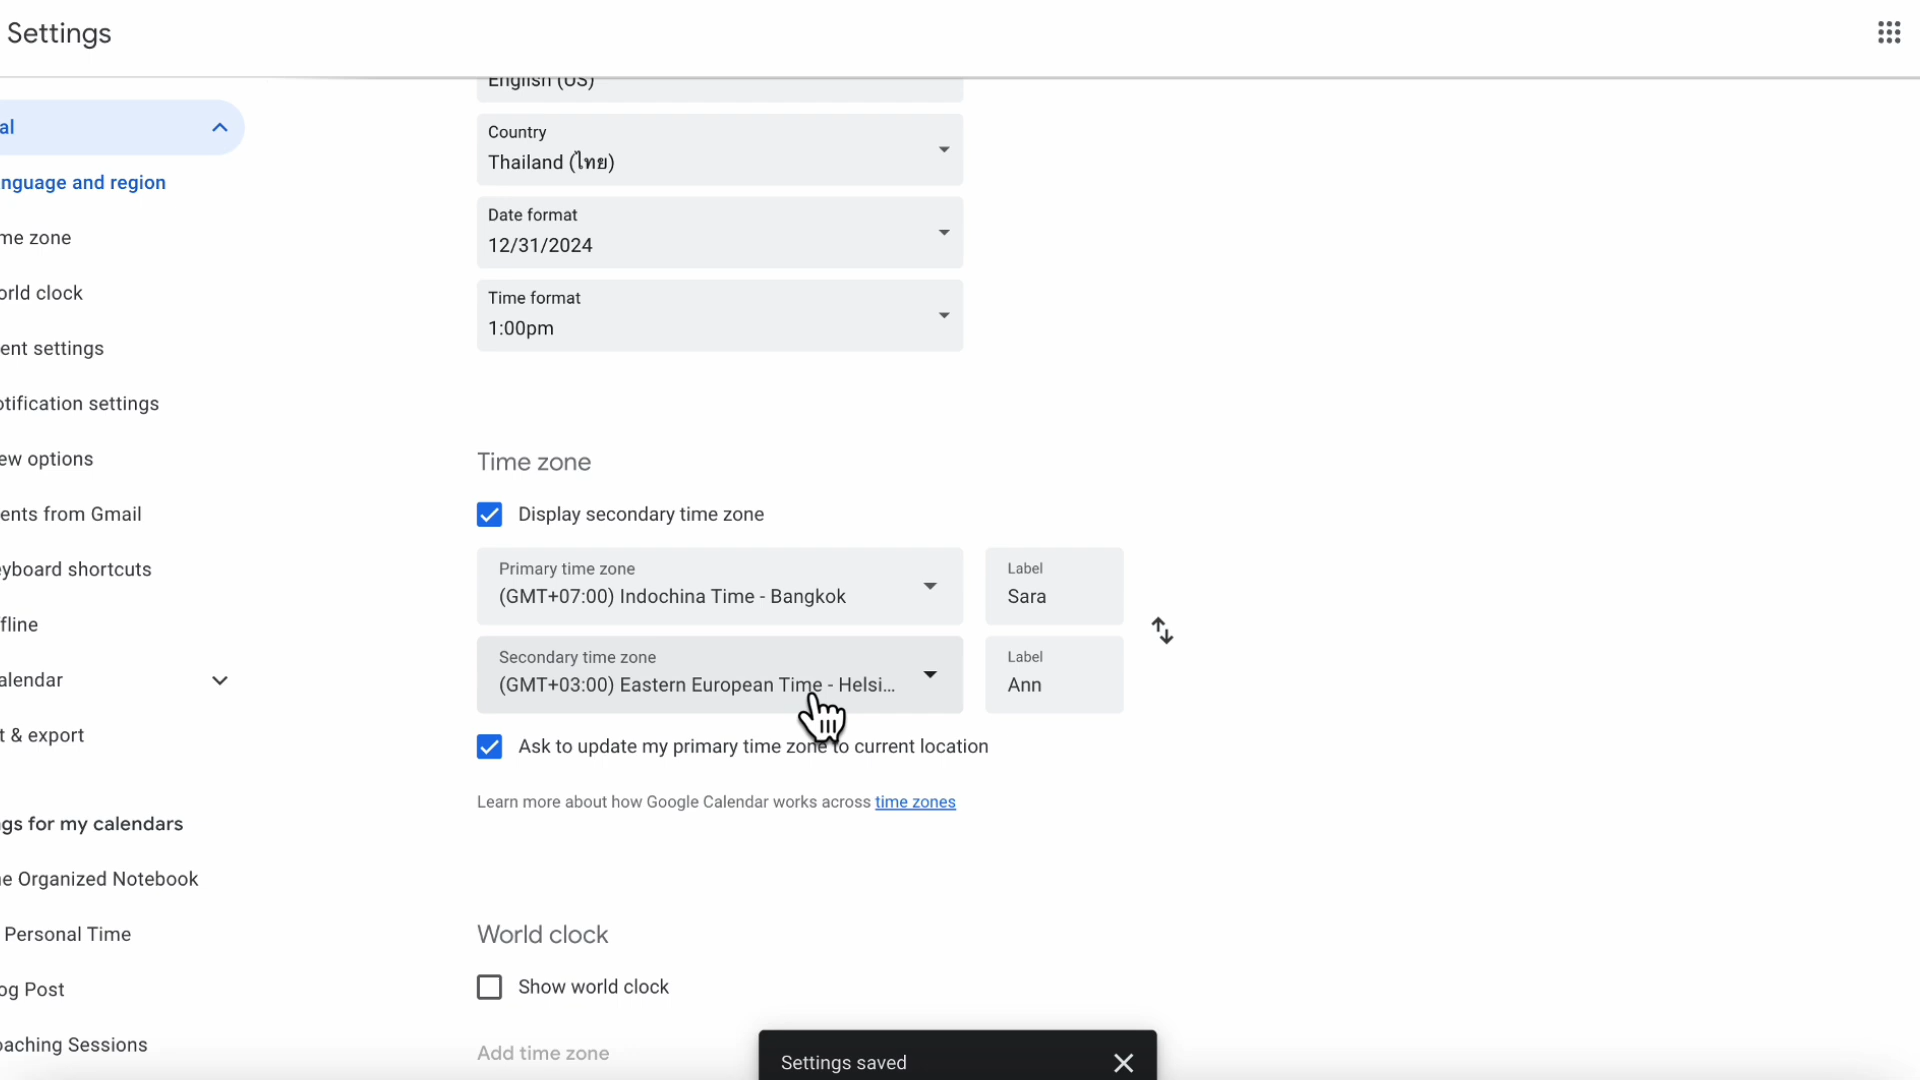 Settings
English (US)
al
Country
Thailand (ไทย)
nguage and region
Date format
12/31/2024
me zone
orld clock
Time format
1:00pm
ent settings
otification settings
ew options
Time zone
ents from Gmail
Display secondary time zone
eyboard shortcuts
Primary time zone
(GMT+07:00) Indochina Time - Bangkok
Label
Sara
fline
Secondary time zone
(GMT+03:00) Eastern European Time - Helsi...
Label
Ann
alendar
t & export
Ask to update my primary time zone to current location
Learn more about how Google Calendar works across time zones
gs for my calendars
e Organized Notebook
Personal Time
World clock
og Post
Show world clock
oaching Sessions
Add time zone
Settings saved